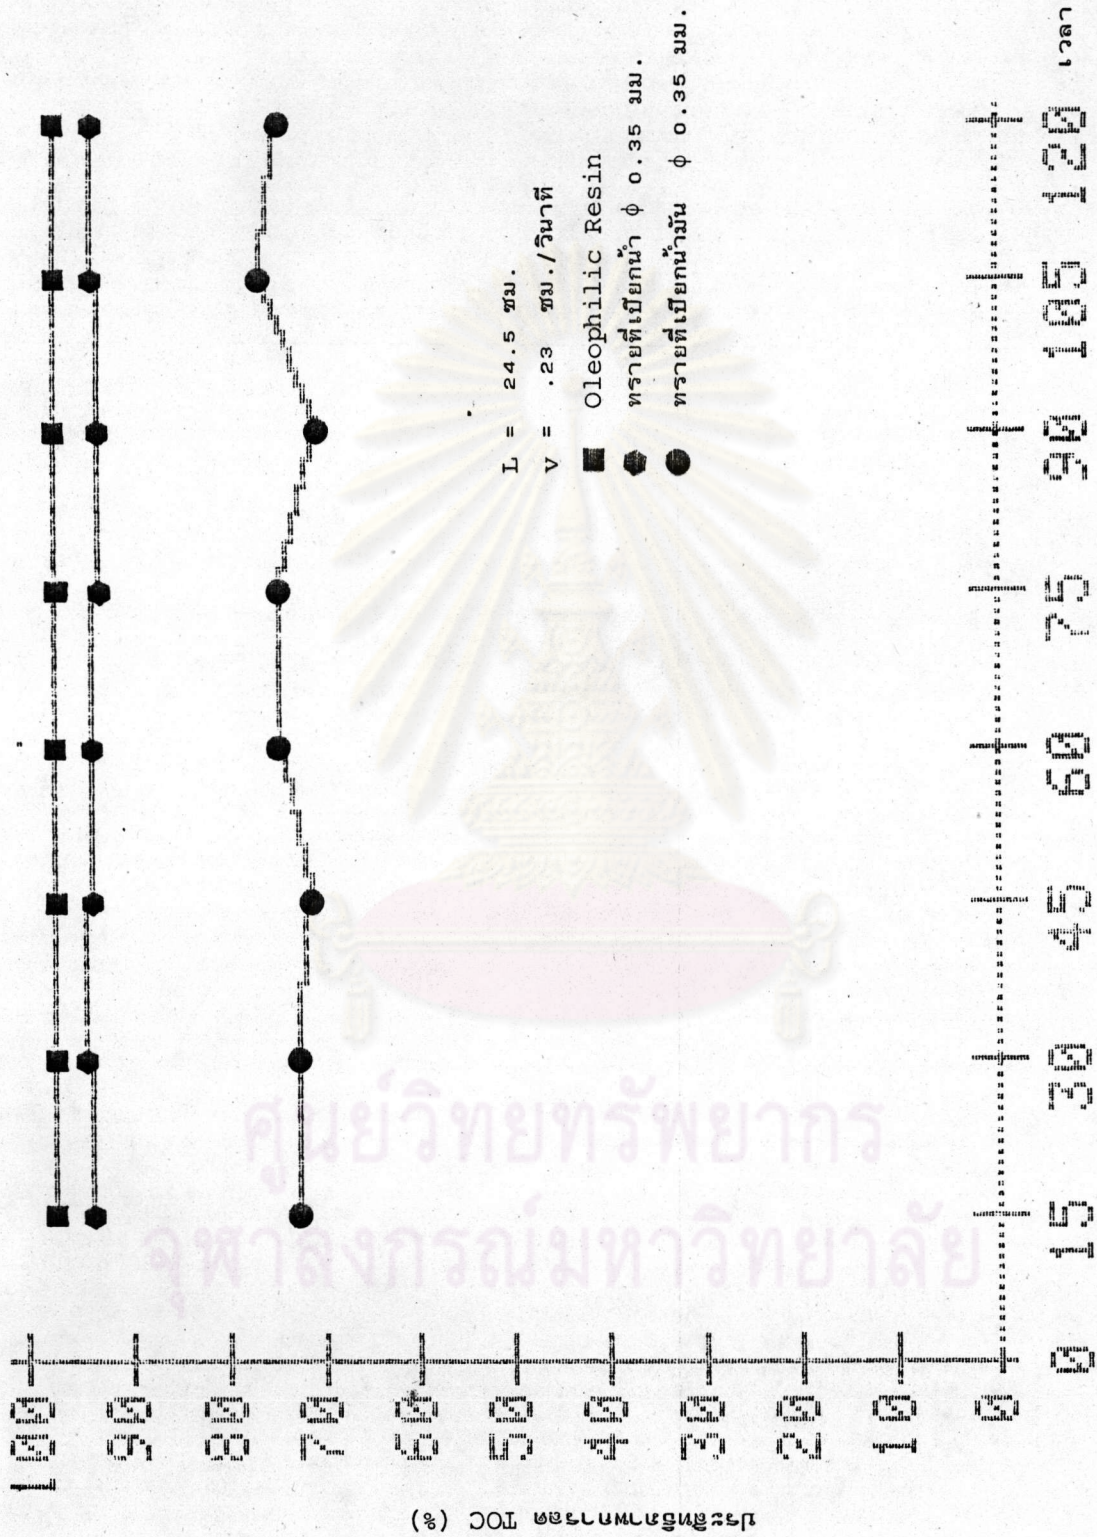 ประสิทธิภาพการลด TOC (%)
100
90
80
70
60
50
40
30
20
10
0
L = 24.5 ซม.
v = .23 ซม./วินาที
Oleophilic Resin
ทรายที่เปียกน้ำ φ 0.35 มม.
ทรายที่เปียกน้ำมัน φ 0.35 มม.
0 15 30 45 60 75 90 105 120 เวลา
ศูนย์วิทยทรัพยากร
จุฬาลงกรณ์มหาวิทยาลัย